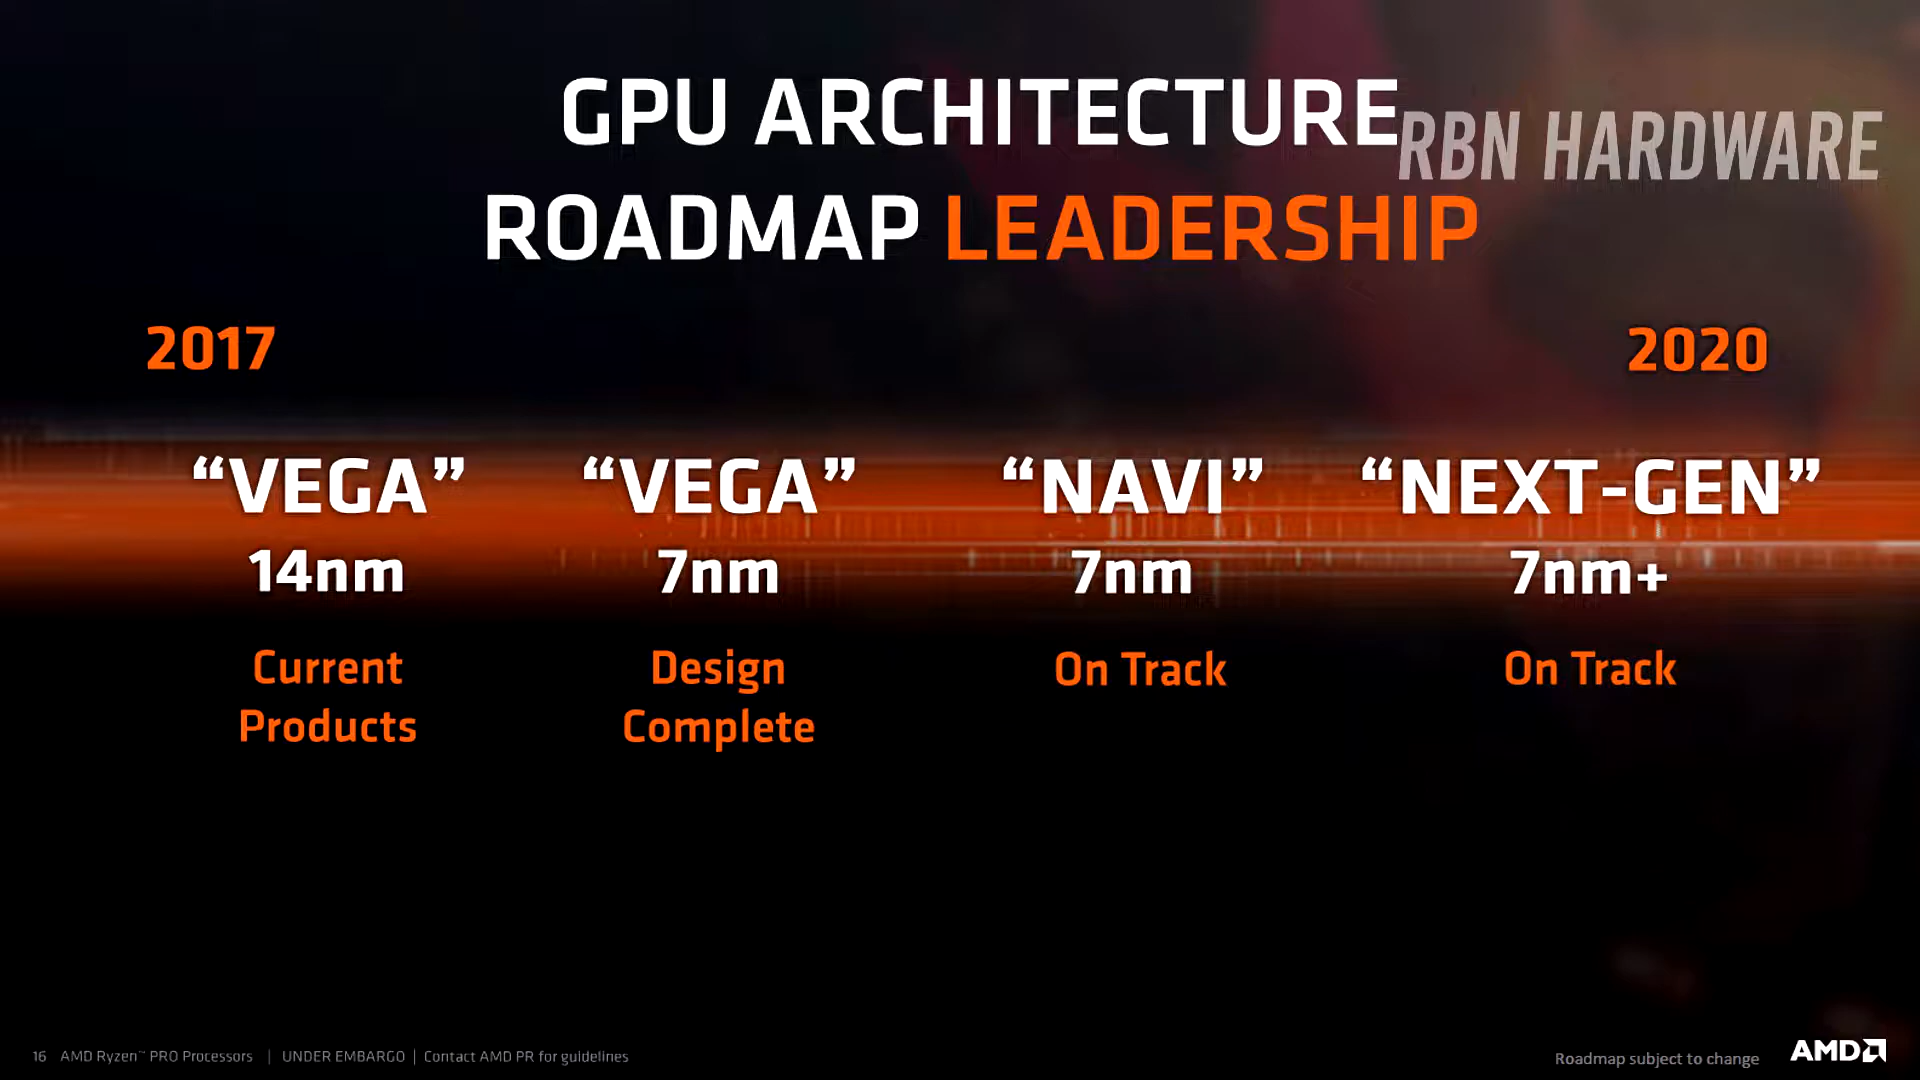 GPU ARCHITECTURE
RBN HARDWARE
ROADMAP LEADERSHIP
2017
2020
“VEGA” “VEGA” “NAVI” “NEXT-GEN”
14nm 7nm 7nm 7nm+
Current Design On Track On Track
Products Complete
16 AMD Ryzen™ PRO Processors | UNDER EMBARGO | Contact AMD PR for guidelines
Roadmap subject to change
AMD